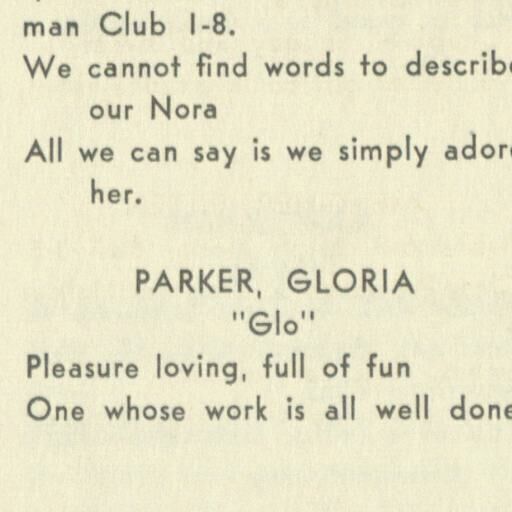 man Club 1-8.
We cannot find words to describe
our Nora
All we can say is we simply adore
her.
PARKER, GLORIA
"Glo"
Pleasure loving, full of fun
One whose work is all well done